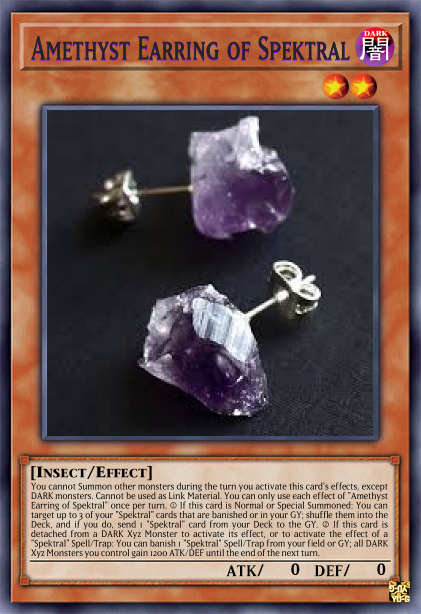 AMETHYST EARRING OF SPEKTRAL
DARK
闇
[INSECT/EFFECT]
You cannot Summon other monsters during the turn you activate this card's effects, except
DARK monsters. Cannot be used as Link Material. You can only use each effect of "Amethyst
Earring of Spektral" once per turn. ① If this card is Normal or Special Summoned: You can
target up to 3 of your "Spektral" cards that are banished or in your GY; shuffle them into the
Deck, and if you do, send 1 "Spektral" card from your Deck to the GY. ② If this card is
detached from a DARK Xyz Monster to activate its effect, or to activate the effect of a
"Spektral" Spell/Trap: You can banish 1 "Spektral" Spell/Trap from your field or GY; all DARK
Xyz Monsters you control gain 1200 ATK/DEF until the end of the next turn.
ATK/ 0 DEF/ 0